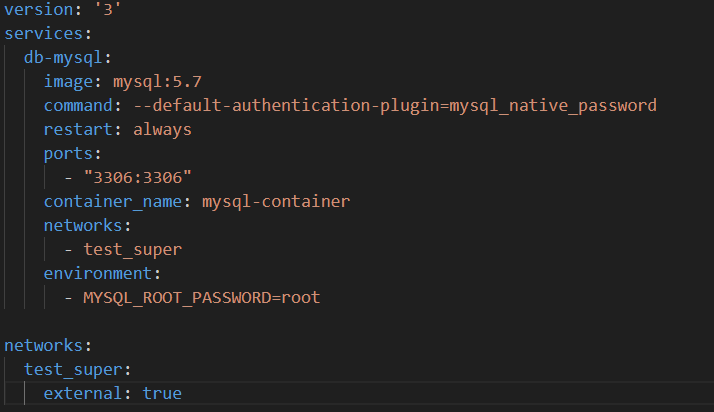 version: '3'
services:
  db-mysql:
    image: mysql:5.7
    command: --default-authentication-plugin=mysql_native_password
    restart: always
    ports:
      - "3306:3306"
    container_name: mysql-container
    networks:
      - test_super
    environment:
      - MYSQL_ROOT_PASSWORD=root

networks:
  test_super:
    external: true